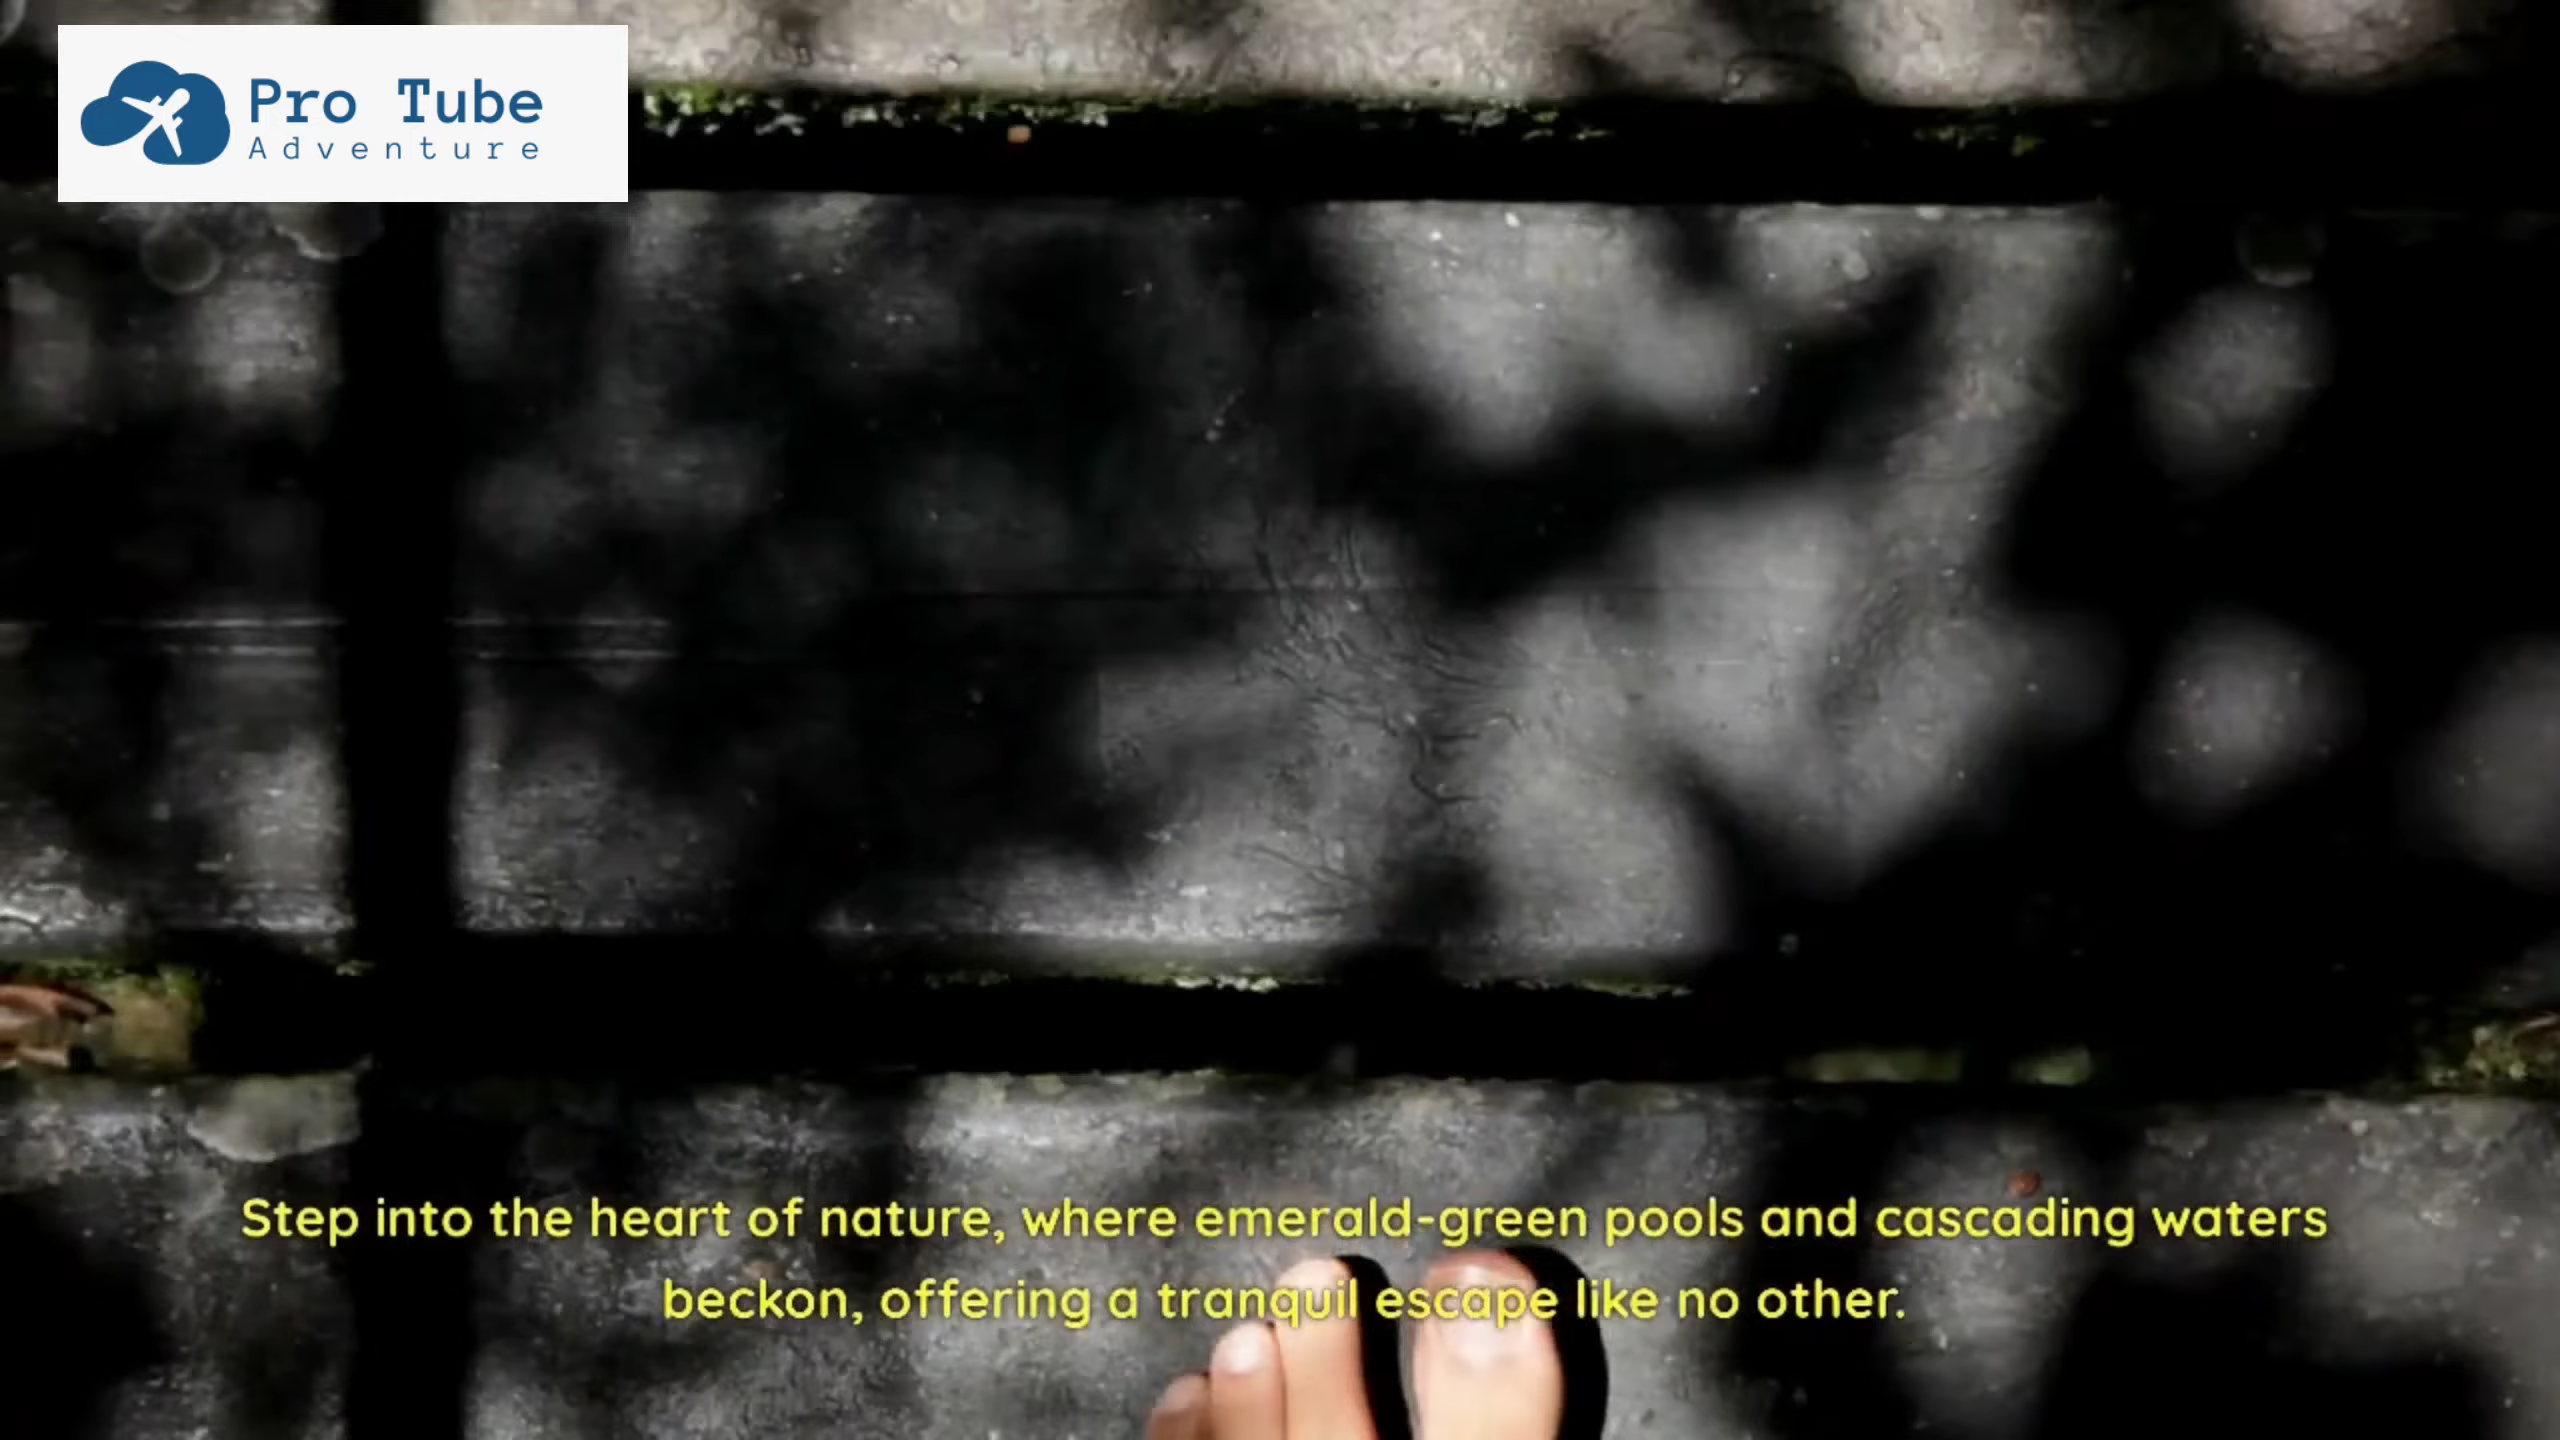 Pro Tube
Adventure
Step into the heart of nature, where emerald-green pools and cascading waters
beckon, offering a tranquil escape like no other.